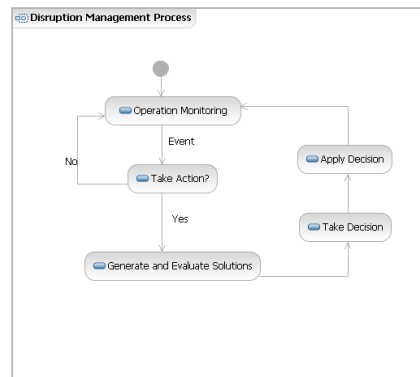 Disruption Management Process
Operation Monitoring
Event
No
Take Action?
Apply Decision
Yes
Take Decision
Generate and Evaluate Solutions